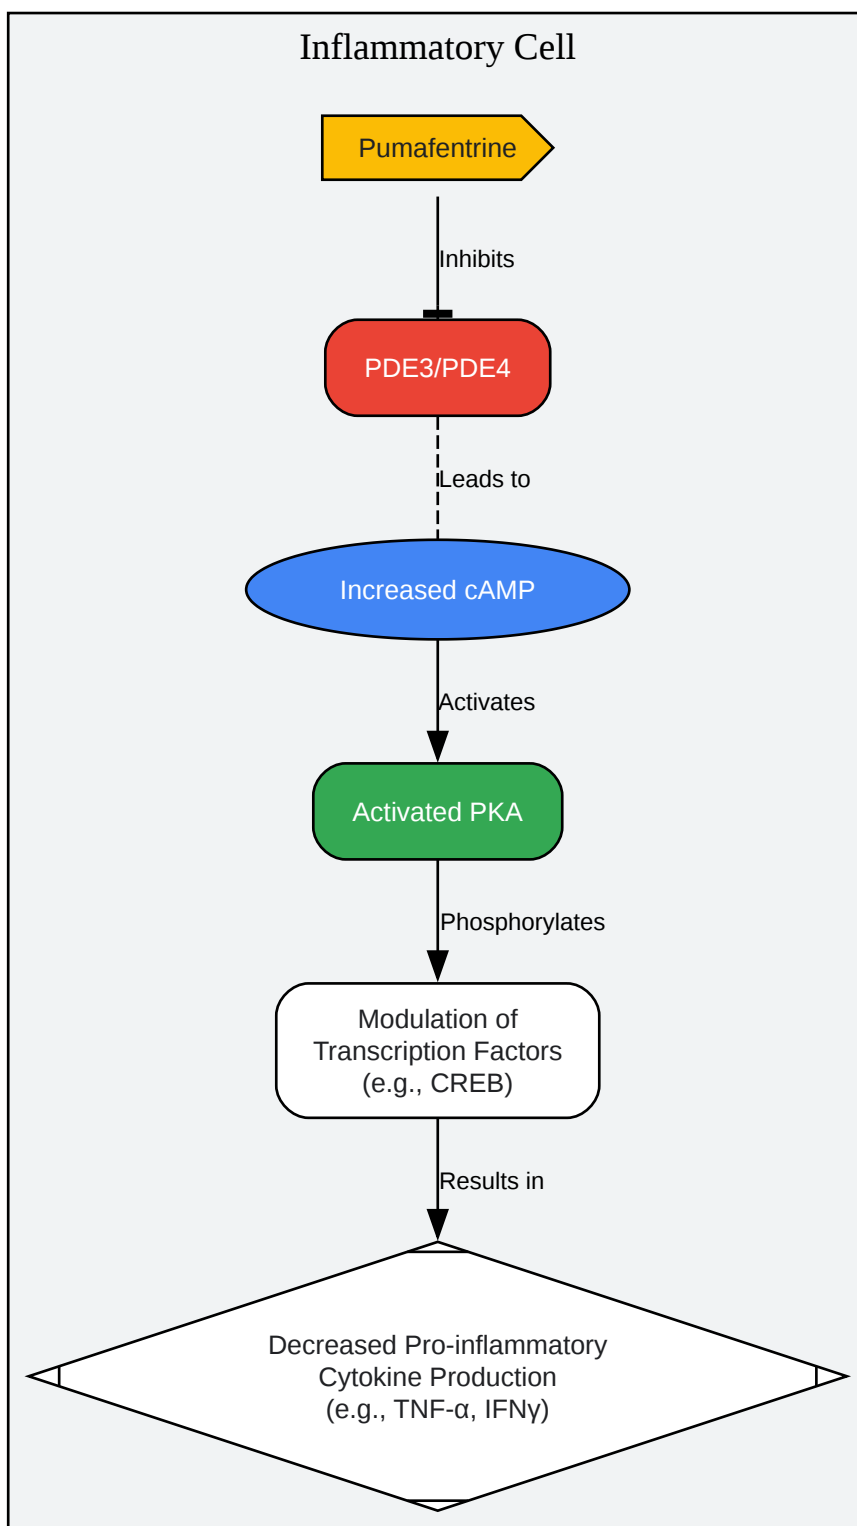 Inflammatory Cell
Pumafentrine
Inhibits
PDE3/PDE4
Leads to
Increased cAMP
Activates
Activated PKA
Phosphorylates
Modulation of
Transcription Factors
(e.g., CREB)
Results in
Decreased Pro-inflammatory
Cytokine Production
(e.g., TNF-α, IFNγ)